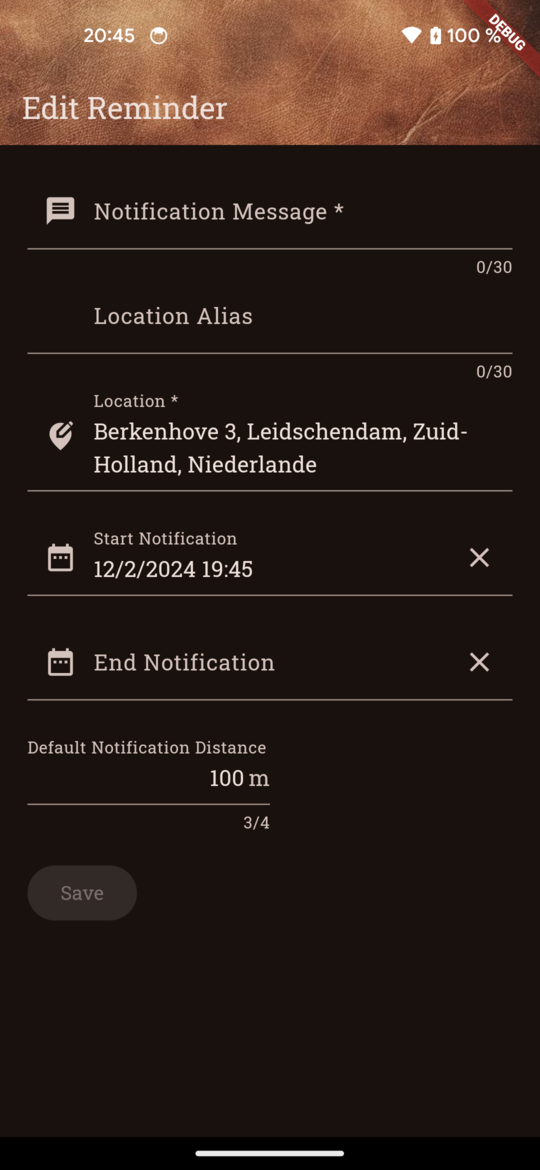 20:45
100 %
DEBUG
Edit Reminder
Notification Message *
0/30
Location Alias
0/30
Location *
Berkenhove 3, Leidschendam, Zuid-
Holland, Niederlande
Start Notification
12/2/2024 19:45
End Notification
Default Notification Distance
100 m
3/4
Save